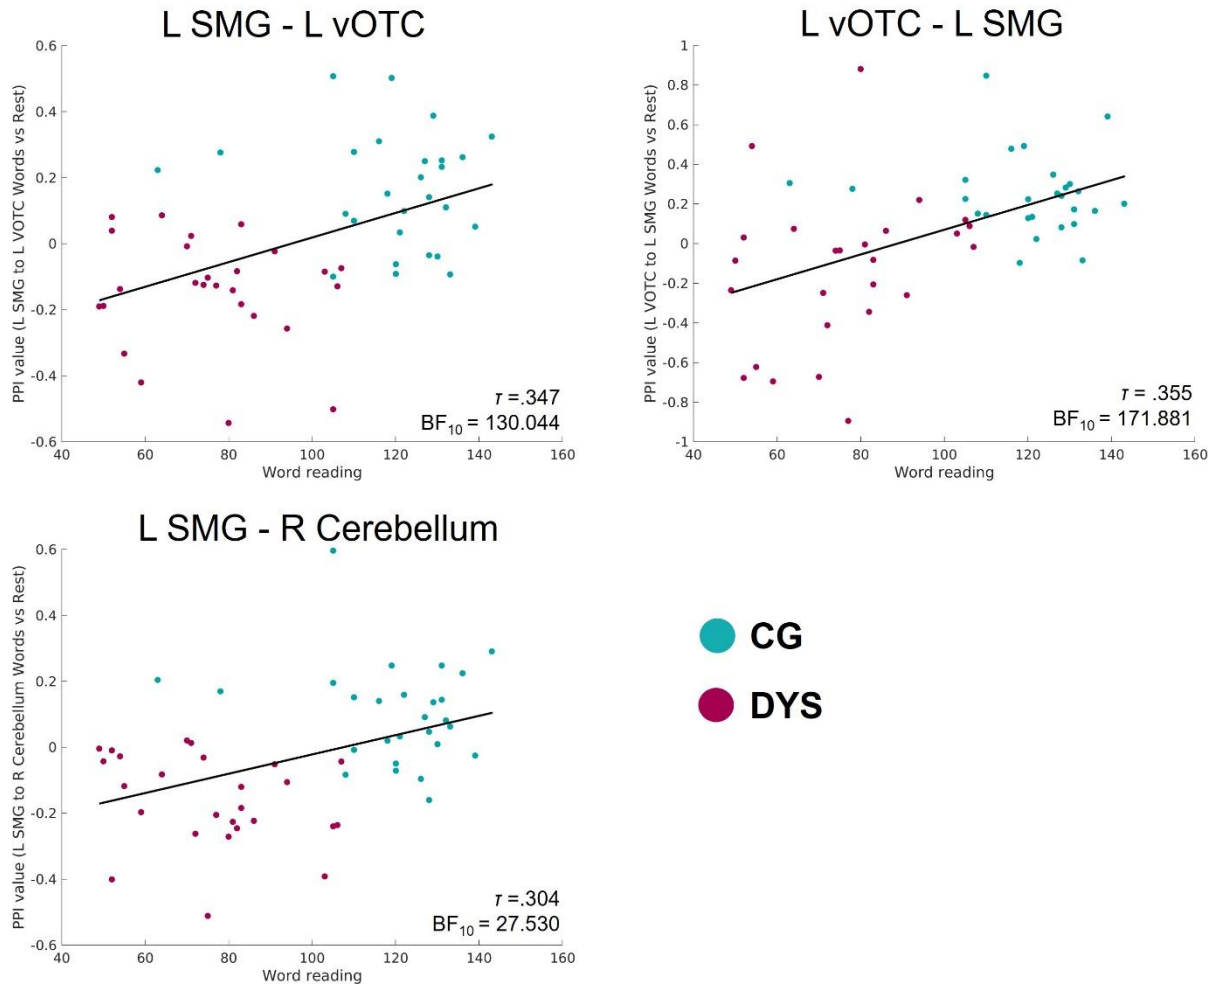 L SMG - L vOTC
0.6
0.4
0.2
0
-0.2
-0.4
-0.6
40 60 80 100 120 140 160
PPI value (L SMG to L VOTC Words vs Rest)
Word reading
τ =.347
BF₁₀ = 130.044
L vOTC - L SMG
1
0.8
0.6
0.4
0.2
0
-0.2
-0.4
-0.6
-0.8
-1
40 60 80 100 120 140 160
PPI value (L VOTC to L SMG Words vs Rest)
Word reading
τ = .355
BF₁₀ = 171.881
L SMG - R Cerebellum
0.6
0.4
0.2
0
-0.2
-0.4
-0.6
40 60 80 100 120 140 160
PPI value (L SMG to R Cerebellum Words vs Rest)
Word reading
τ =.304
BF₁₀ = 27.530
CG
DYS